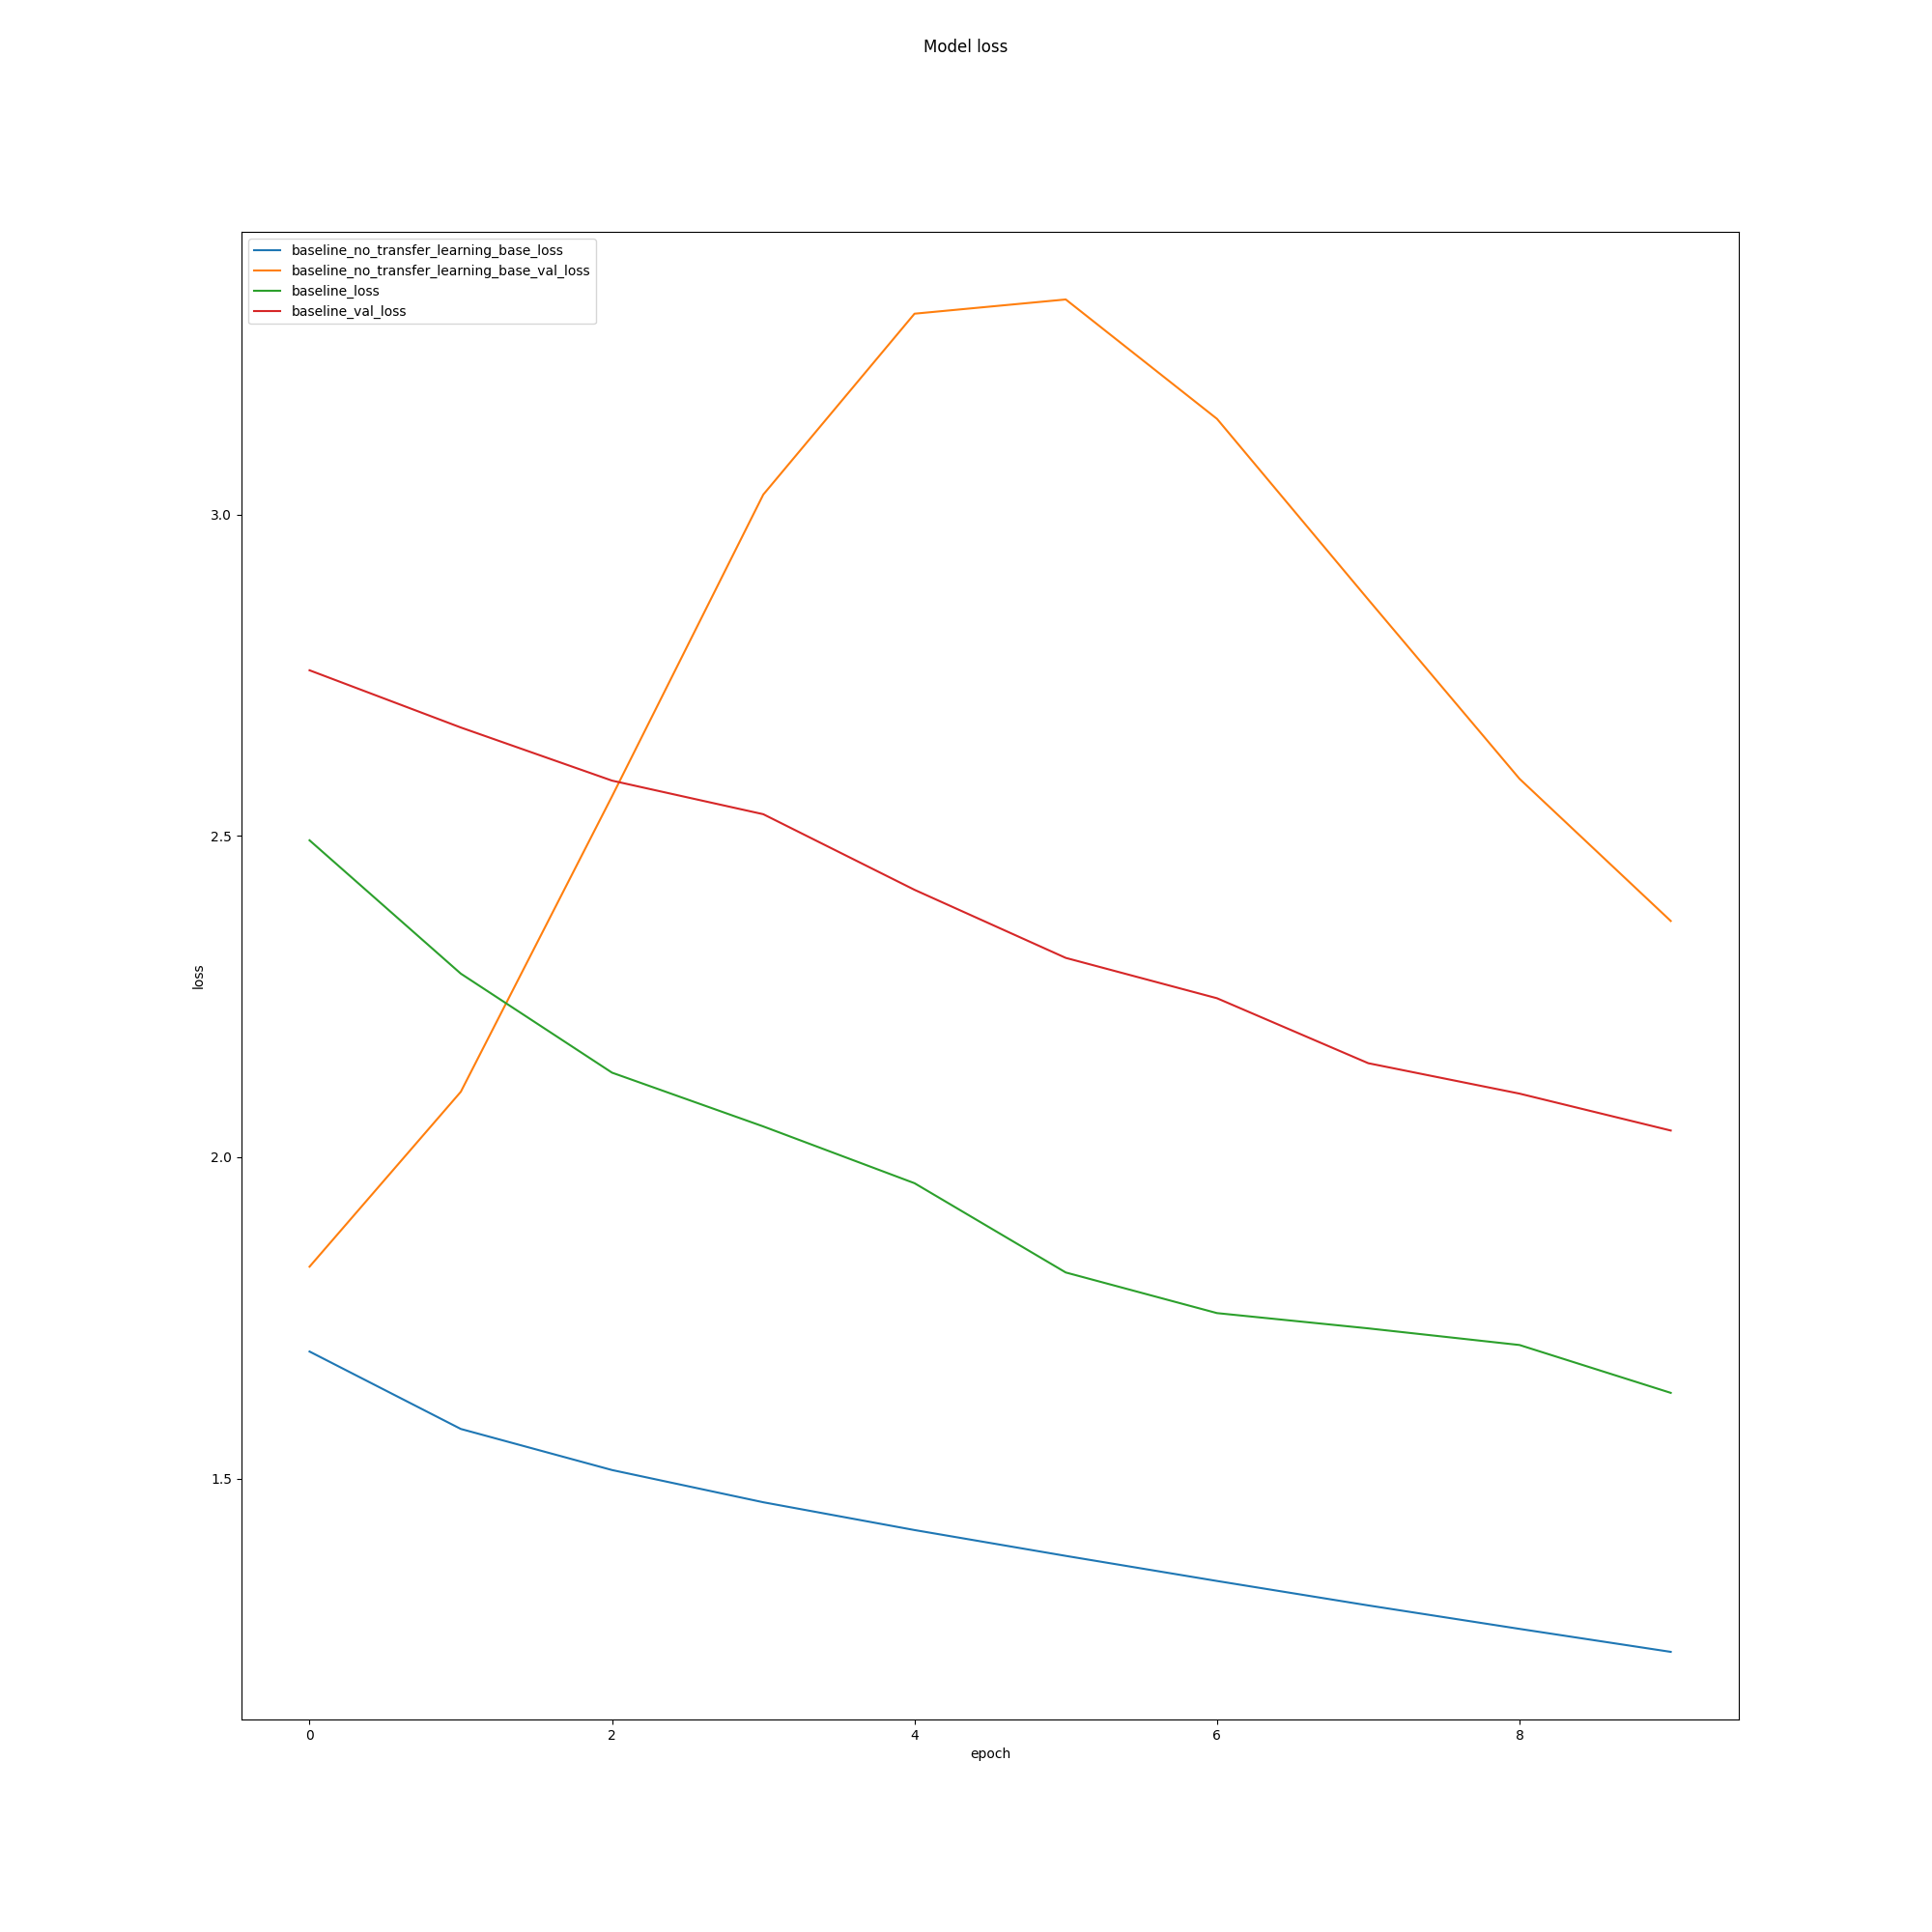 Model loss
baseline_no_transfer_learning_base_loss
baseline_no_transfer_learning_base_val_loss
baseline_loss
baseline_val_loss
3.0
2.5
loss
2.0
1.5
0 2 4 6 8
epoch